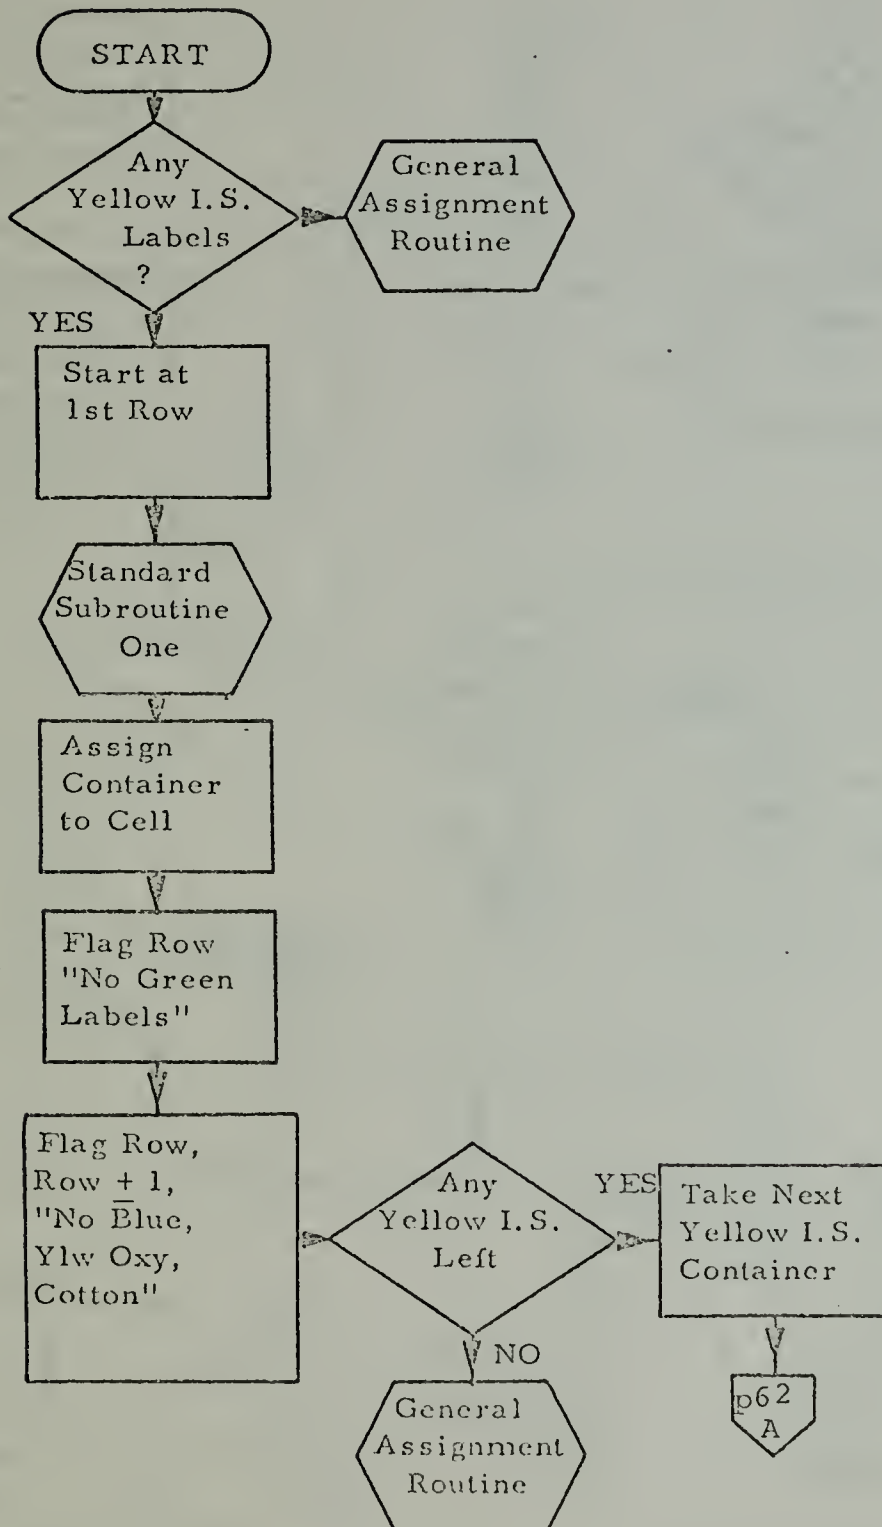 START
Any
Yellow I.S.
Labels
?
General
Assignment
Routine
YES
Start at
1st Row
Standard
Subroutine
One
Assign
Container
to Cell
Flag Row
"No Green
Labels"
Flag Row,
Row ± 1,
"No Blue,
Ylw Oxy,
Cotton"
Any
Yellow I.S.
Left
YES
Take Next
Yellow I.S.
Container
NO
General
Assignment
Routine
p62
A